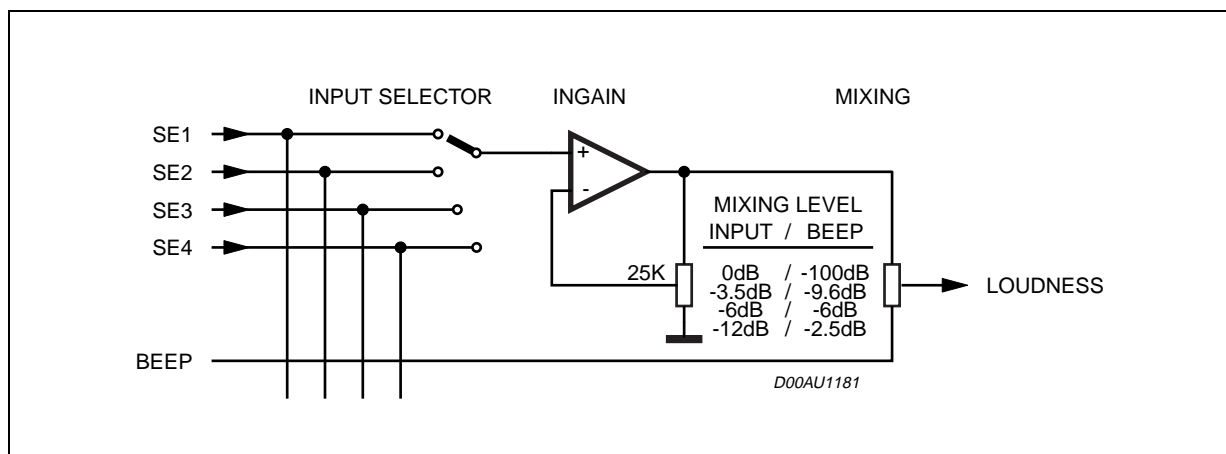 INPUT SELECTOR INGAIN MIXING
SE1
SE2
SE3
SE4
+
-
MIXING LEVEL
INPUT / BEEP
25K
0dB / -100dB
-3.5dB / -9.6dB
-6dB / -6dB
-12dB / -2.5dB
LOUDNESS
BEEP
D00AU1181